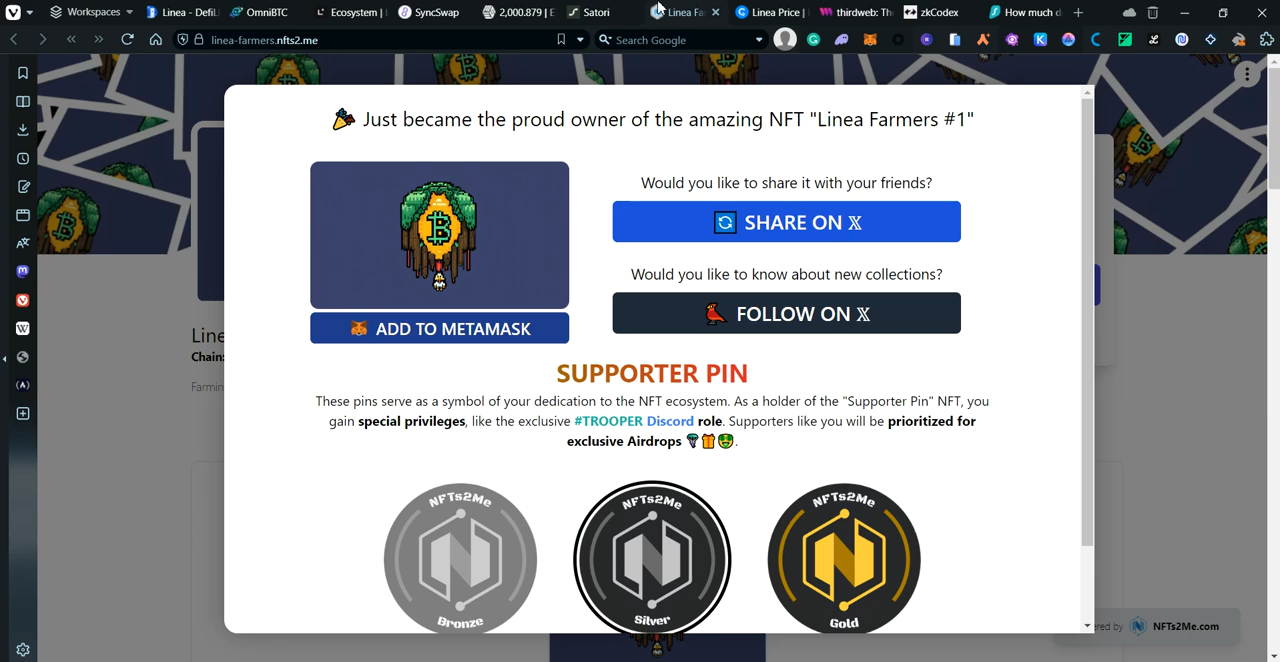 Workspaces
Linea - DefiL
OmniBTC
Ecosystem |
SyncSwap
2,000.879 | E
Satori
Linea Fa
Linea Price |
thirdweb: The
zkCodex
How much d
linea-farmers.nfts2.me
Search Google
Just became the proud owner of the amazing NFT "Linea Farmers #1"
Would you like to share it with your friends?
SHARE ON 𝕏
Would you like to know about new collections?
FOLLOW ON 𝕏
ADD TO METAMASK
Line
Chain:
Farmin
SUPPORTER PIN
These pins serve as a symbol of your dedication to the NFT ecosystem. As a holder of the "Supporter Pin" NFT, you
gain special privileges, like the exclusive #TROOPER Discord role. Supporters like you will be prioritized for
exclusive Airdrops 🪂🎁🤑.
NFTs2Me
Bronze
NFTs2Me
Silver
NFTs2Me
Gold
ered by NFTs2Me.com